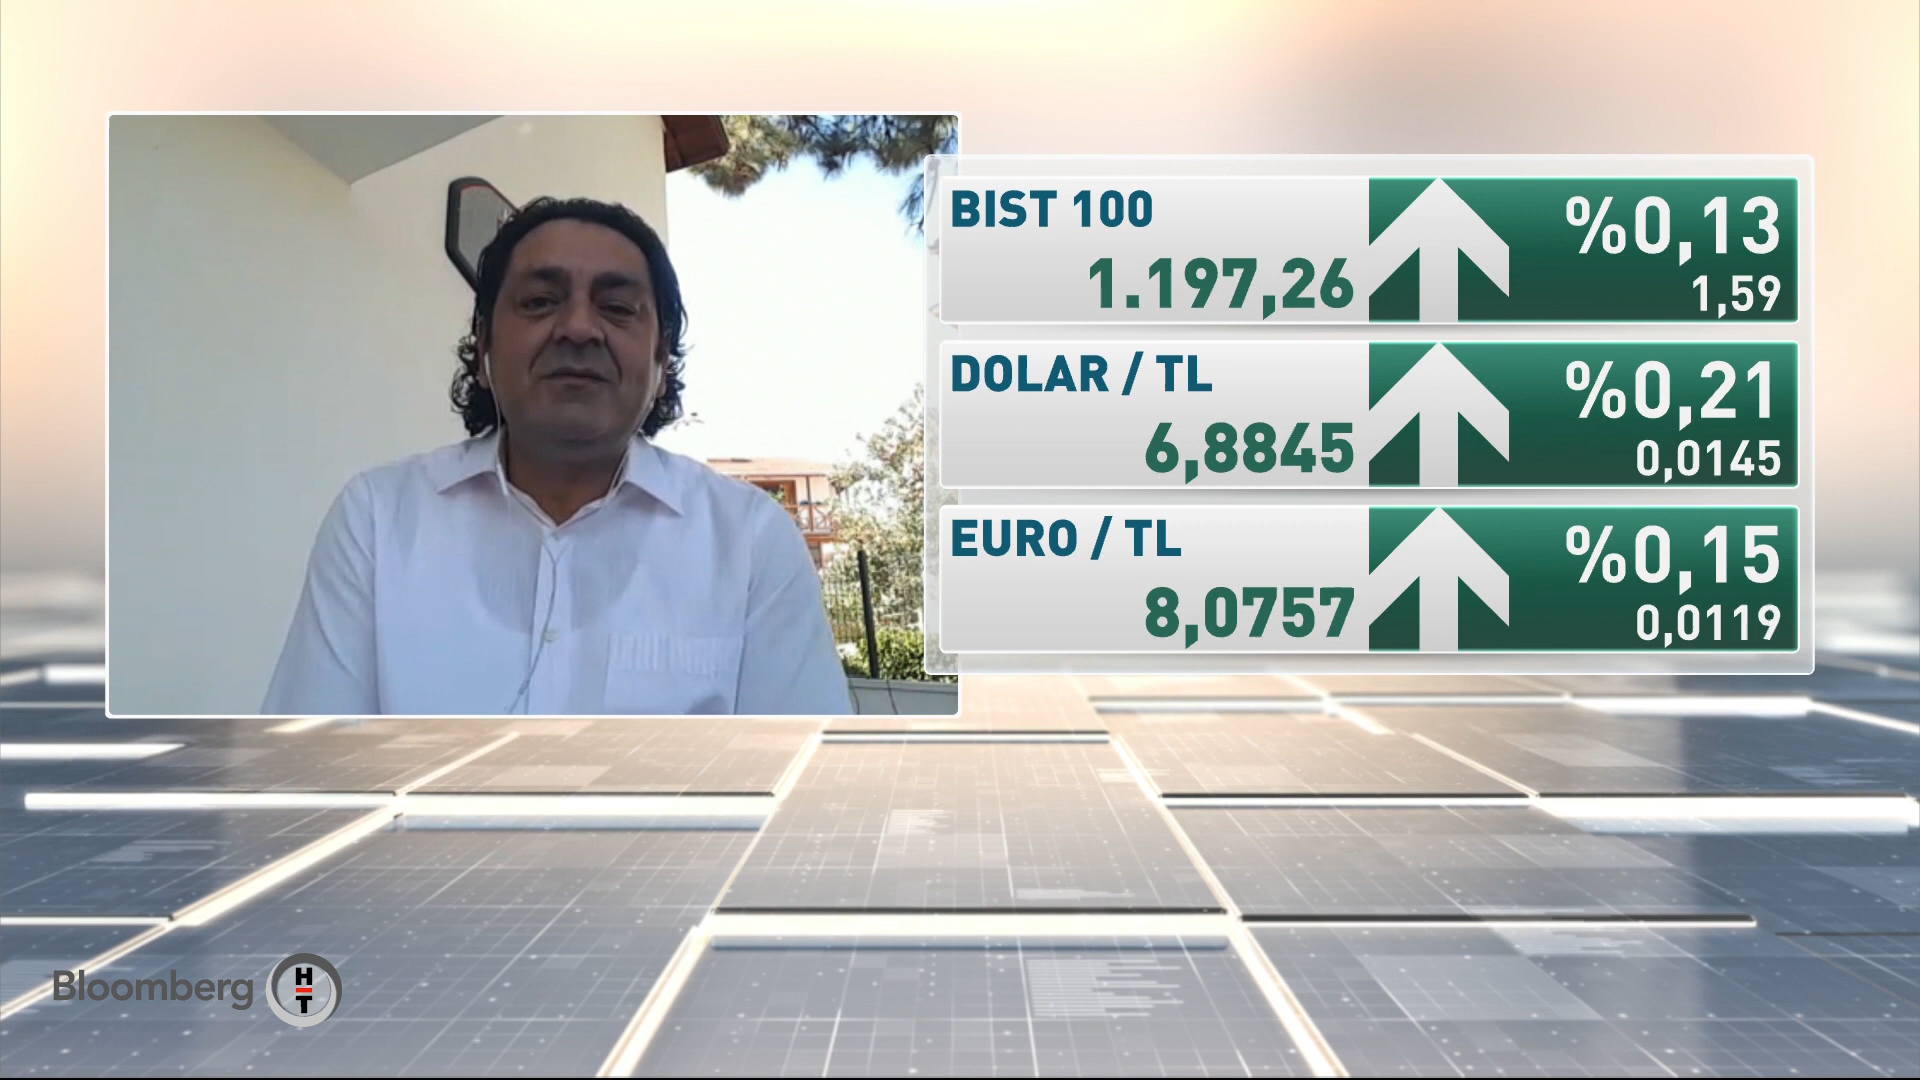 BIST 100
1.197,26
%0,13
1,59
DOLAR / TL
6,8845
%0,21
0,0145
EURO / TL
8,0757
%0,15
0,0119
Bloomberg HT